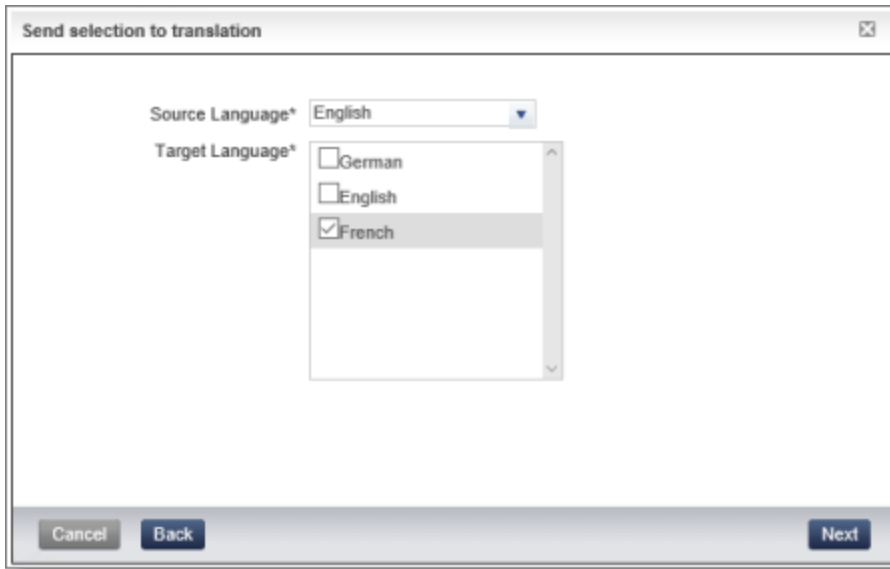 Send selection to translation
Source Language* English
Target Language*
German
English
French
Cancel Back Next